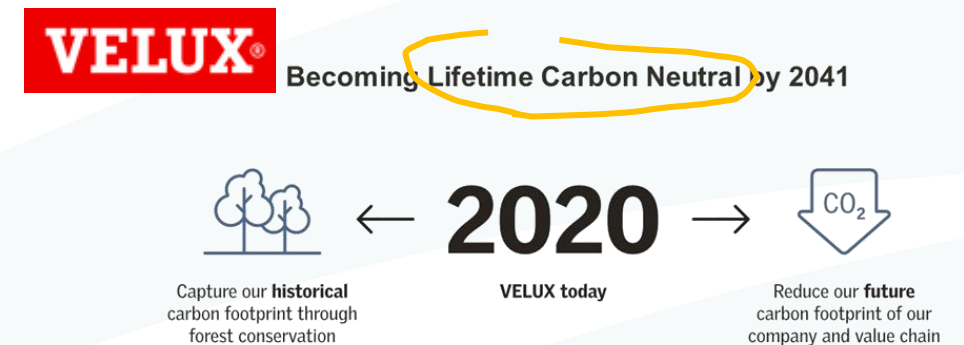 VELUX®
Becoming Lifetime Carbon Neutral by 2041
2020
VELUX today
Capture our historical
carbon footprint through
forest conservation
CO₂
Reduce our future
carbon footprint of our
company and value chain